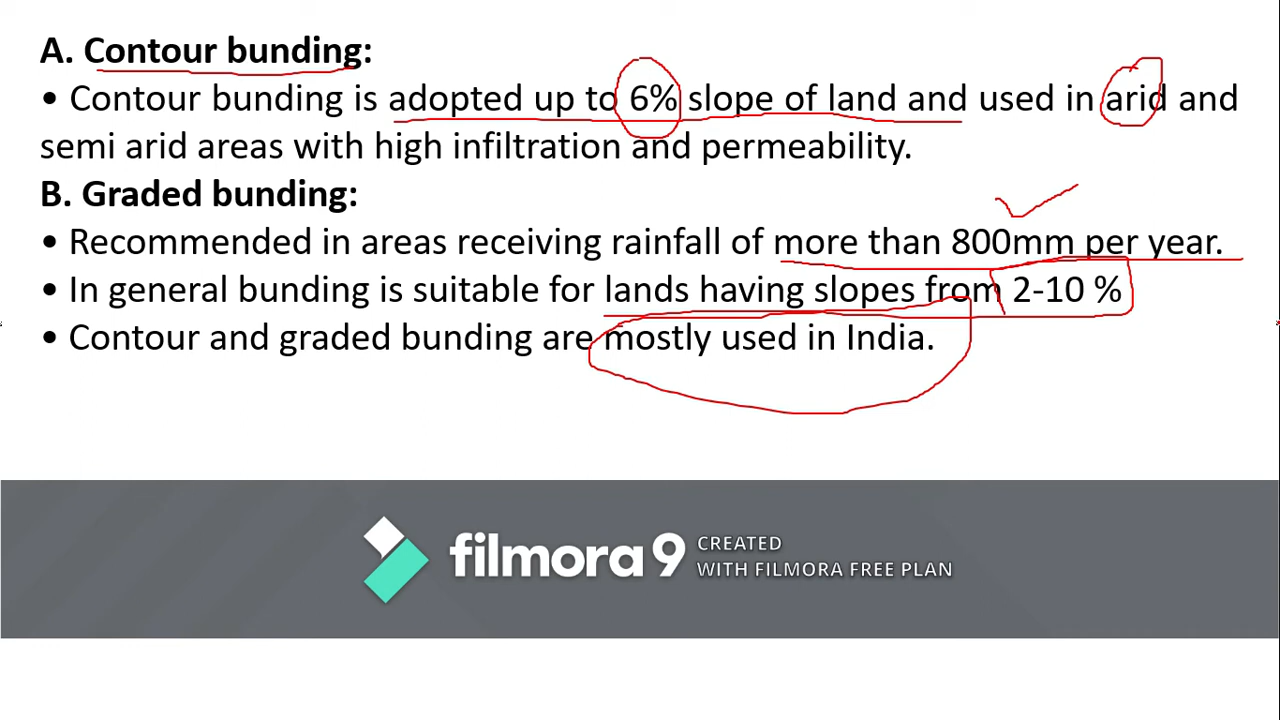 A. Contour bunding:
• Contour bunding is adopted up to 6% slope of land and used in arid and
semi arid areas with high infiltration and permeability.
B. Graded bunding:
• Recommended in areas receiving rainfall of more than 800mm per year.
• In general bunding is suitable for lands having slopes from 2-10 %
• Contour and graded bunding are mostly used in India.
filmora 9 CREATED
WITH FILMORA FREE PLAN